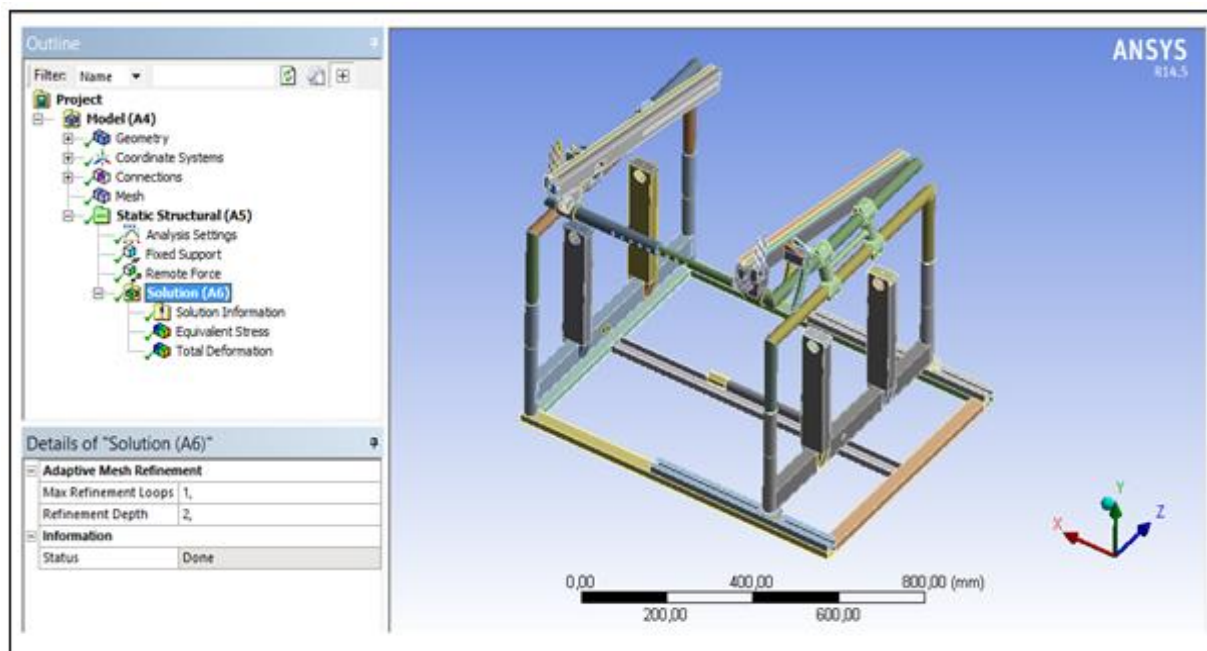 Outline
Filter: Name
Project
Model (A4)
Geometry
Coordinate Systems
Connections
Mesh
Static Structural (A5)
Analysis Settings
Fixed Support
Remote Force
Solution (A6)
Solution Information
Equivalent Stress
Total Deformation
Details of "Solution (A6)"
Adaptive Mesh Refinement
Max Refinement Loops 1,
Refinement Depth 2,
Information
Status Done
ANSYS
R14.5
Y
X Z
0,00 400,00 800,00 (mm)
200,00 600,00